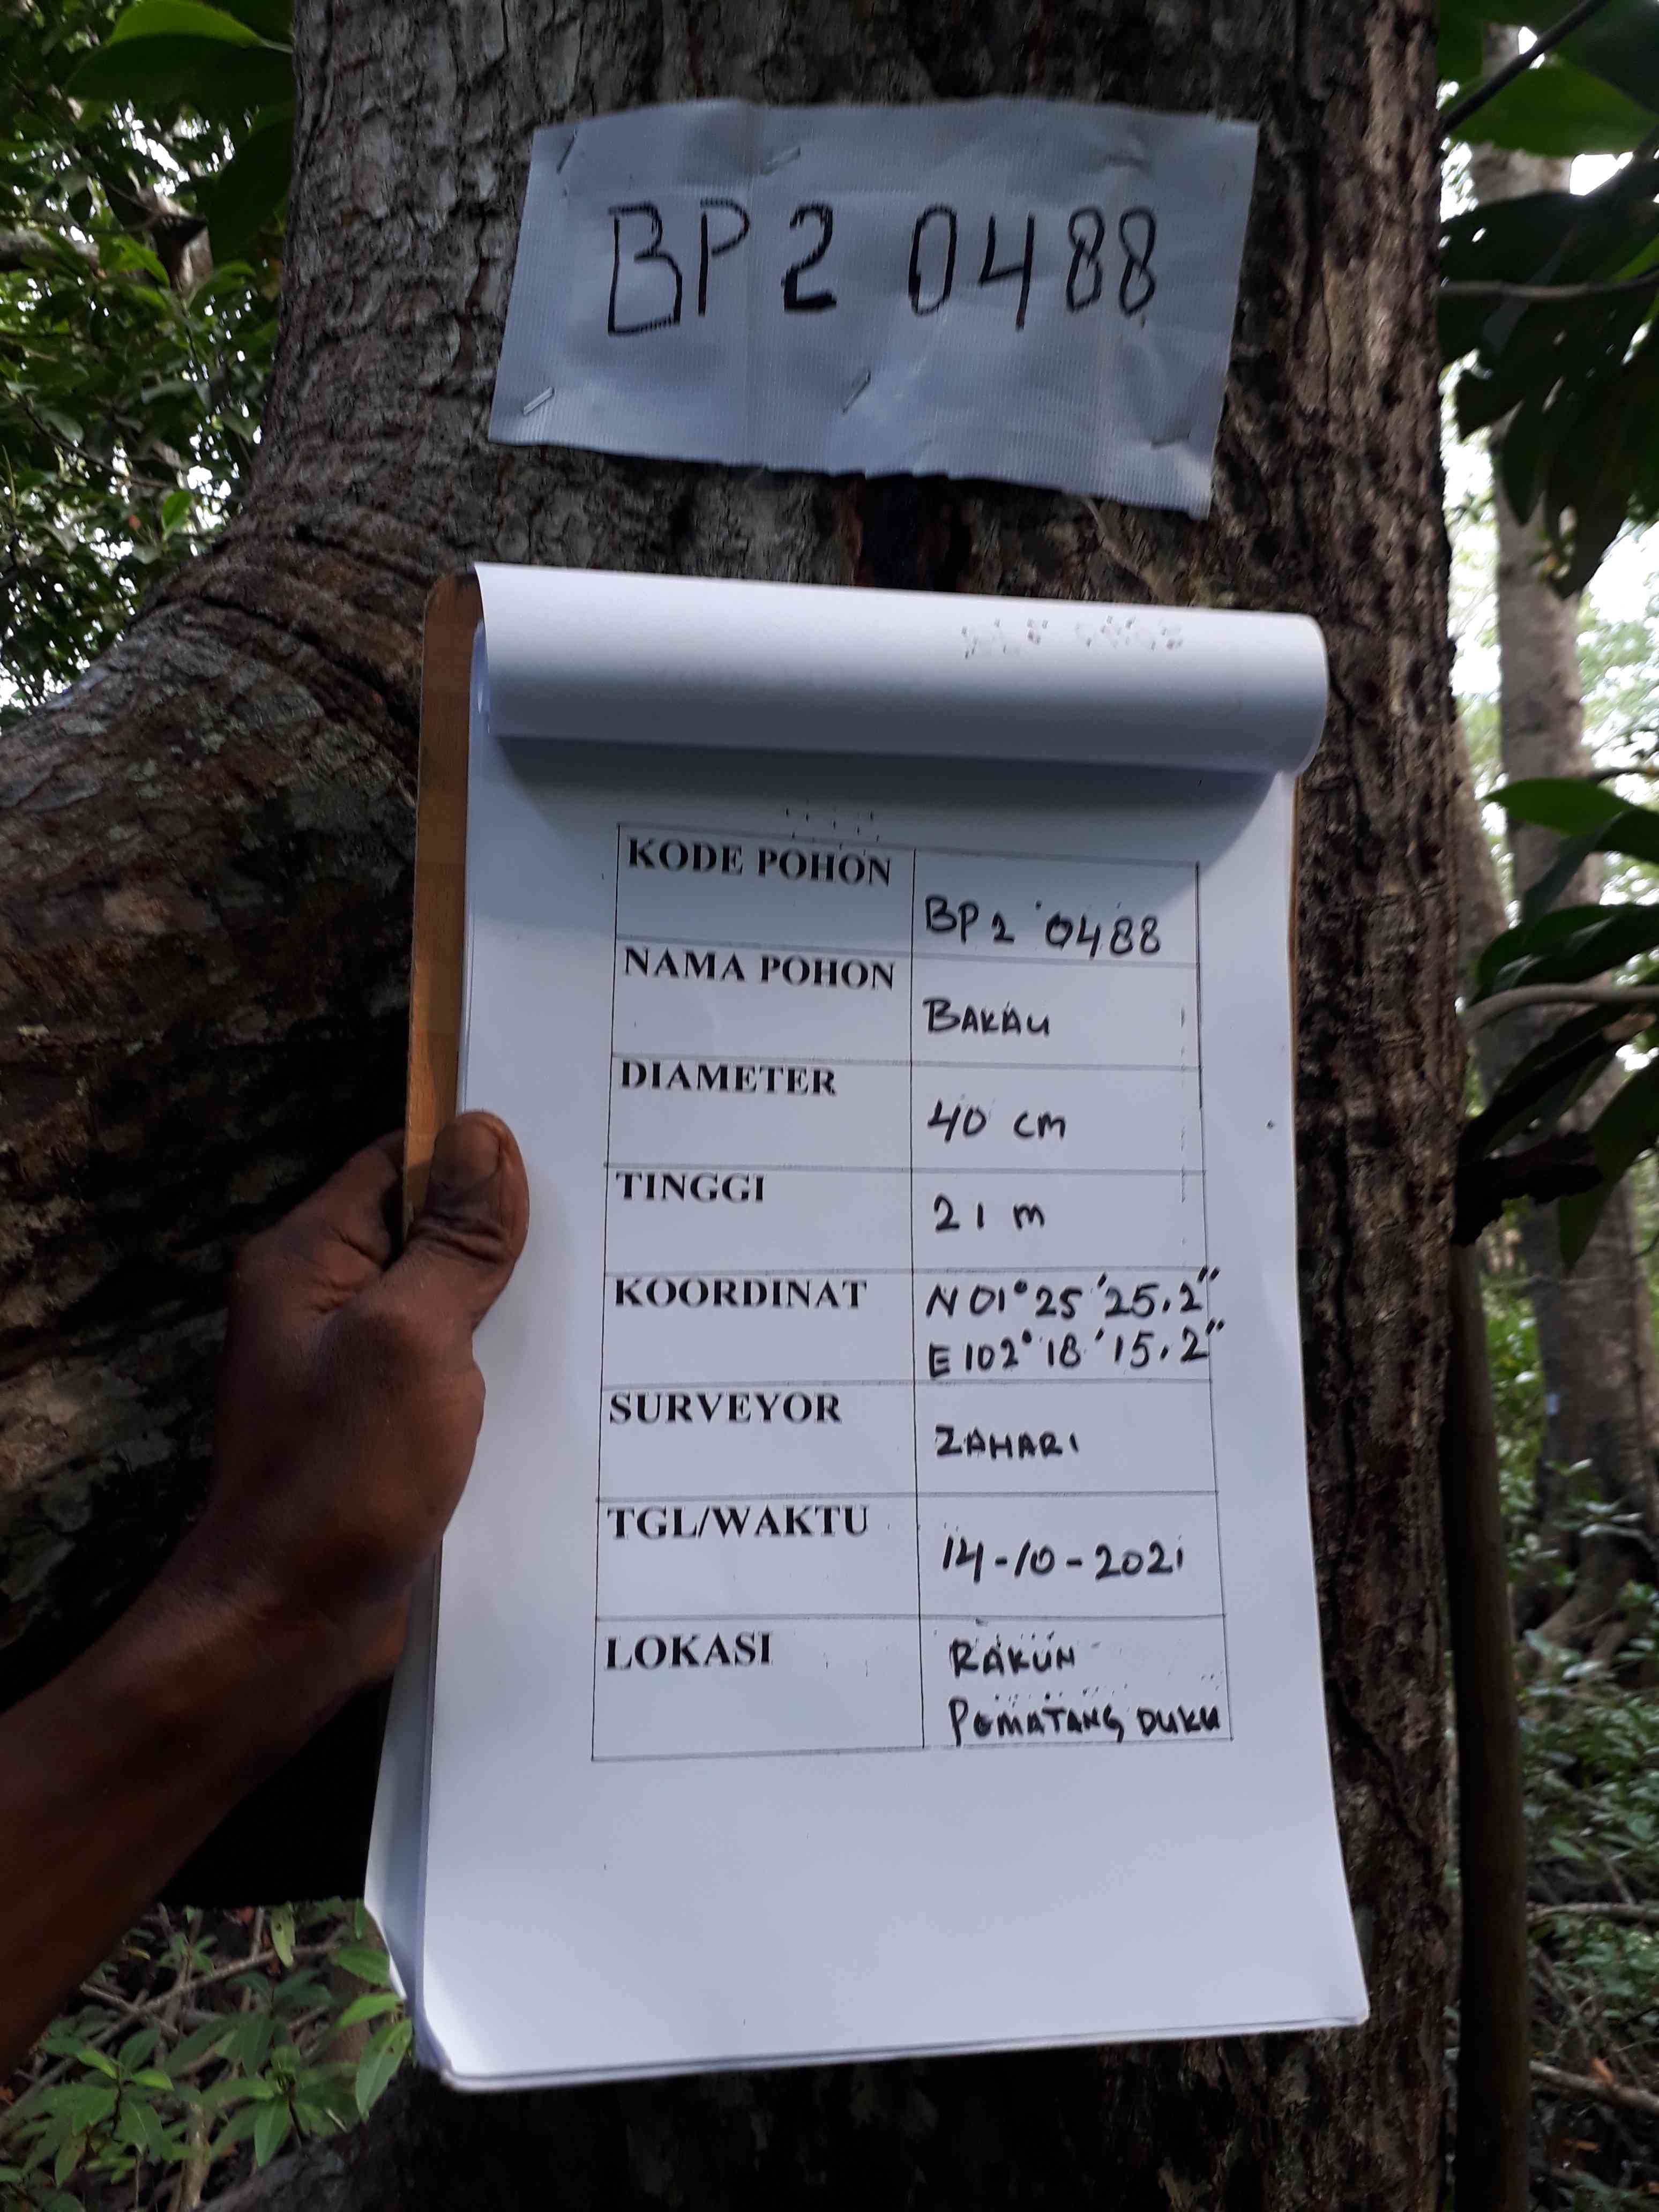 BP2 0488
KODE POHON
BP2 0488
NAMA POHON
BAKAU
DIAMETER
40 cm
TINGGI
21 m
KOORDINAT
N 01° 25' 25.2"
E 102° 18' 15.2"
SURVEYOR
ZAHARI
TGL/WAKTU
14-10-2021
LOKASI
RAKUN
PEMATANG DUKU